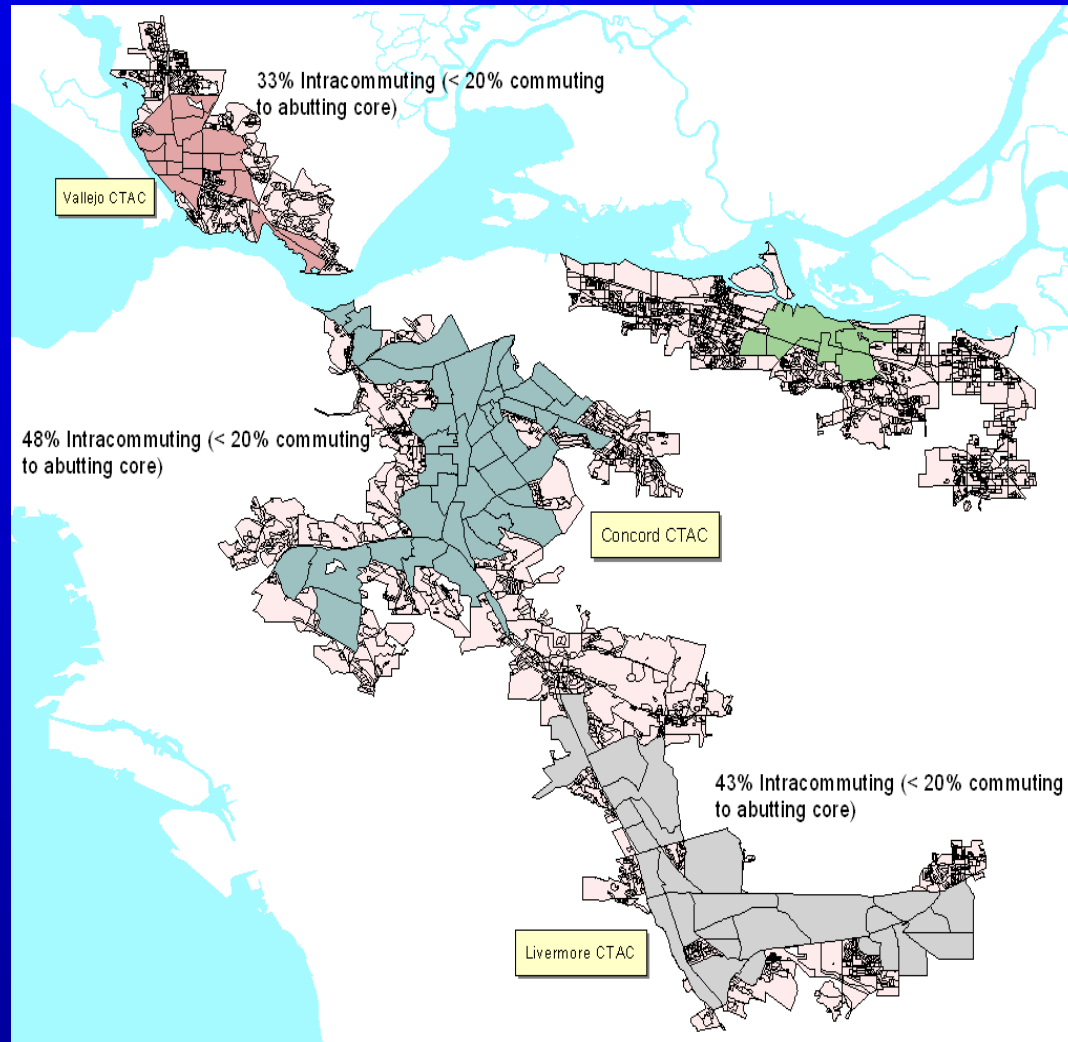 33% Intracommuting (< 20% commuting
to abutting core)
Vallejo CTAC
48% Intracommuting (< 20% commuting
to abutting core)
Concord CTAC
43% Intracommuting (< 20% commuting
to abutting core)
Livermore CTAC